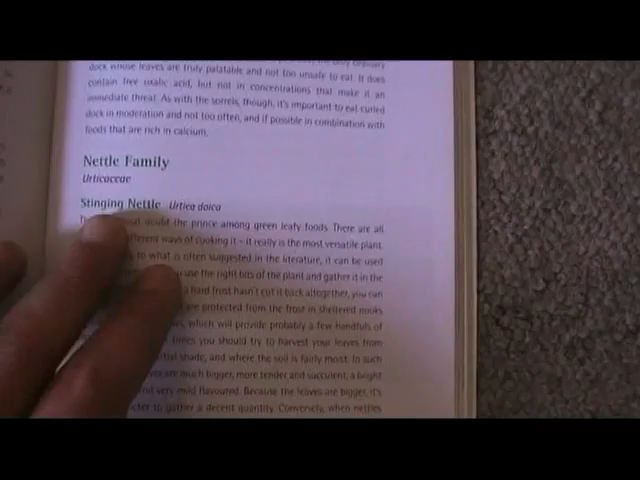 dock whose leaves are truly palatable and not too unsafe to eat. It does
contain free oxalic acid, but not in concentrations that make it an
immediate threat. As with the sorrels, though, it's important to eat curled
dock in moderation and not too often, and if possible in combination with
foods that are rich in calcium.
Nettle Family
Urticaceae
Stinging Nettle Urtica doica
doubt the prince among green leafy foods. There are all
different ways of cooking it – it really is the most versatile plant.
to what is often suggested in the literature, it can be used
you use the right bits of the plant and gather it in the
a hard frost hasn't cut it back altogether, you can
are protected from the frost in sheltered nooks
which will provide probably a few handfuls of
times you should try to harvest your leaves from
shade, and where the soil is fairly moist. In such
are much bigger, more tender and succulent, a bright
very mild flavoured. Because the leaves are bigger, it's
to gather a decent quantity. Conversely, when nettles